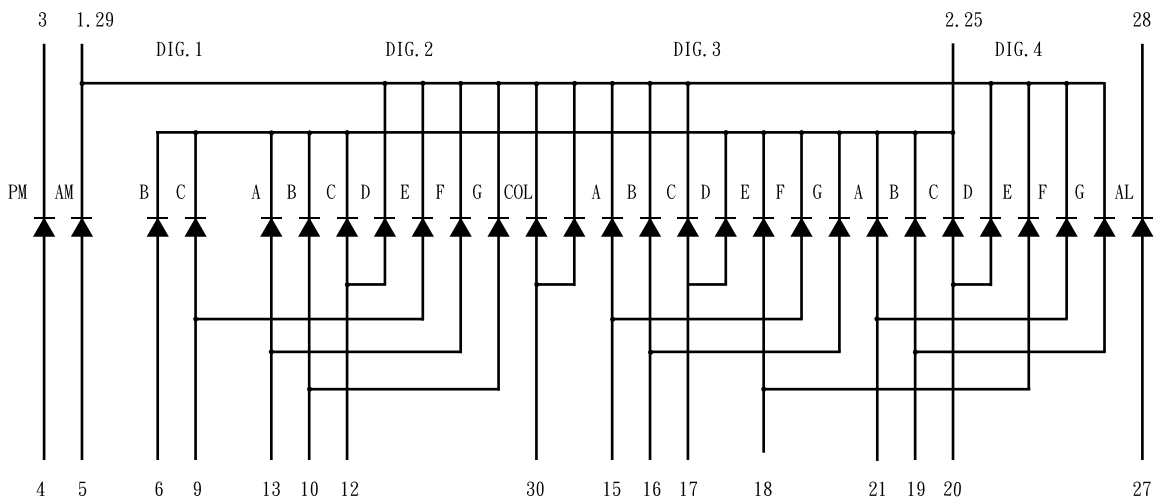 3 1.29 2.25 28
DIG.1 DIG.2 DIG.3 DIG.4
PM AM B C A B C D E F G COL A B C D E F G A B C D E F G AL
4 5 6 9 13 10 12 30 15 16 17 18 21 19 20 27